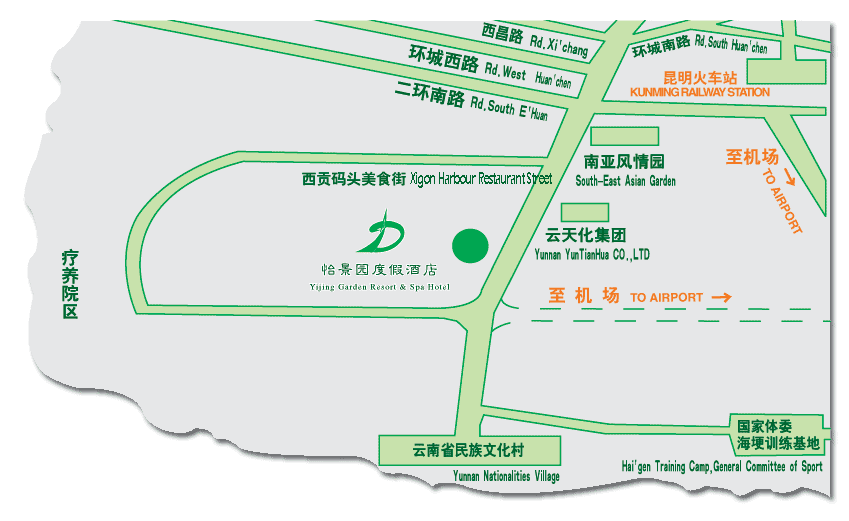 西昌路 Rd.Xi'chang
环城南路 Rd.South Huan'chen
环城西路 Rd.West Huan'chen
昆明火车站
KUNMING RAILWAY STATION
二环南路 Rd.South E'Huan
南亚风情园
South-East Asian Garden
至机场
TO AIRPORT
西贡码头美食街 Xigon Harbour Restaurant Street
云天化集团
Yunnan YunTianHua CO.,LTD
怡景园度假酒店
Yijing Garden Resort & Spa Hotel
疗养院区
至 机 场 TO AIRPORT
国家体委
海埂训练基地
Hai'gen Training Camp,General Committee of Sport
云南省民族文化村
Yunnan Nationalities Village